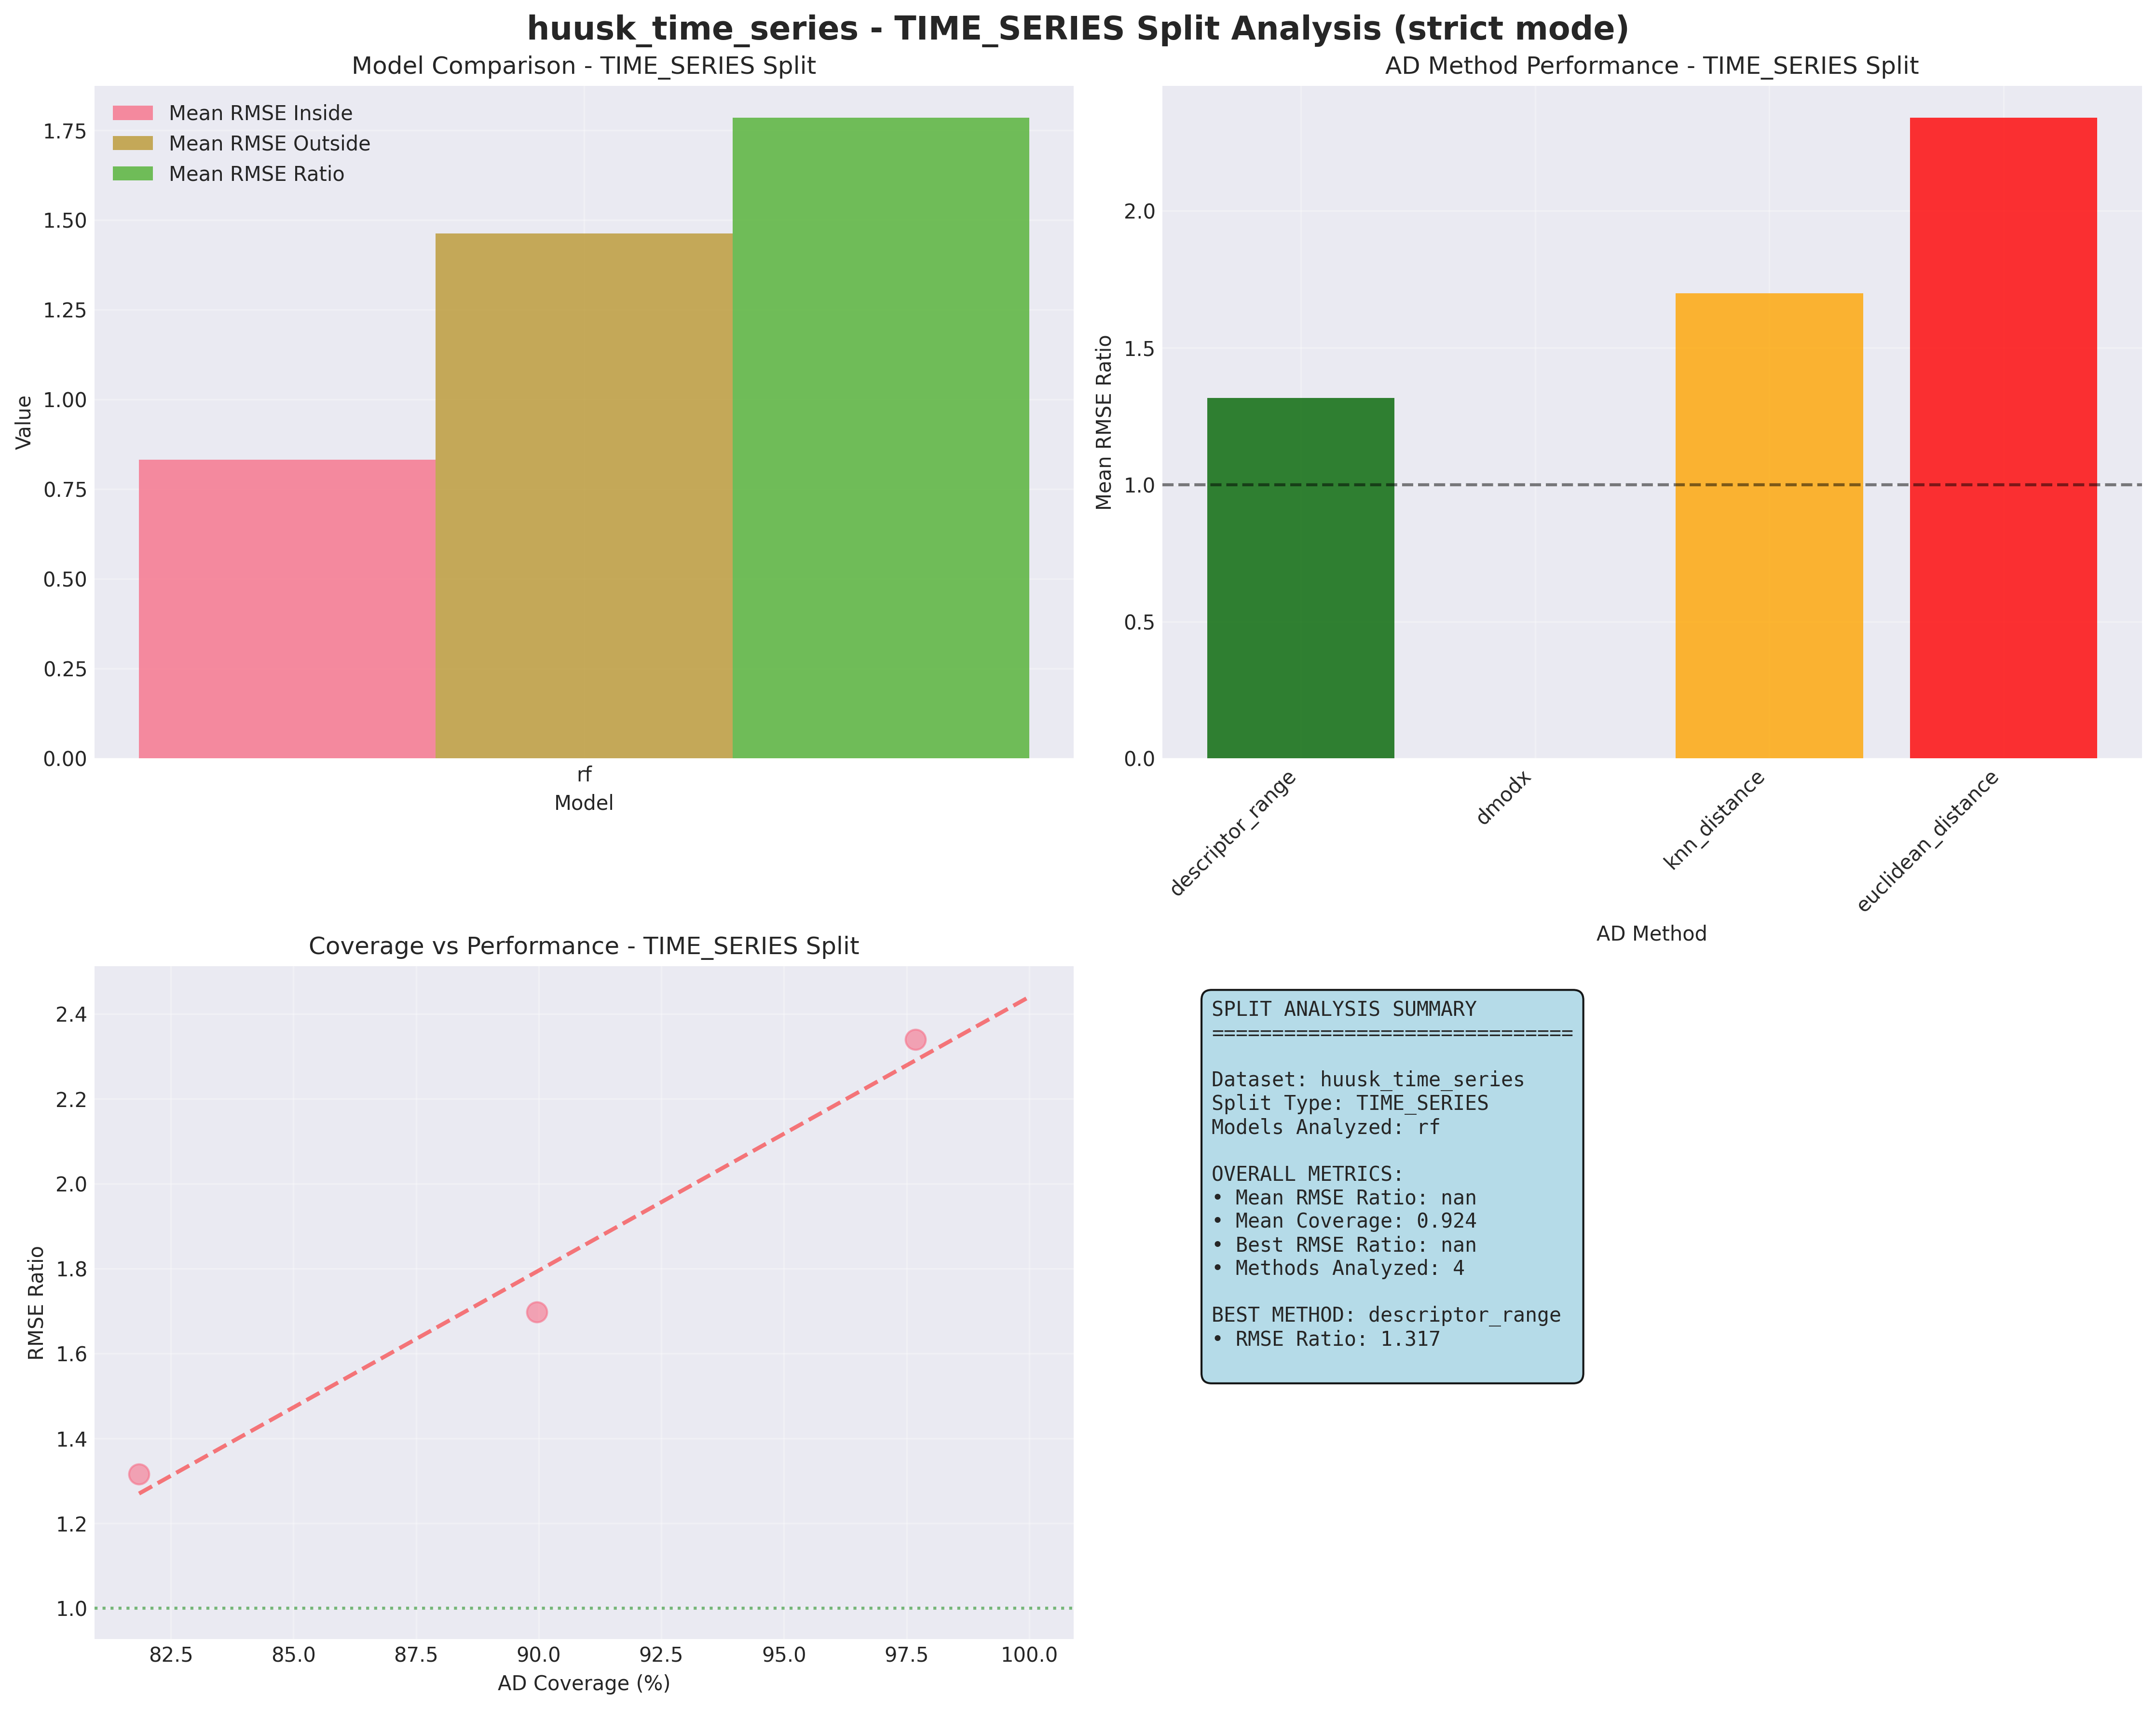 huusk_time_series - TIME_SERIES Split Analysis (strict mode)
Model Comparison - TIME_SERIES Split
Mean RMSE Inside
Mean RMSE Outside
Mean RMSE Ratio
Value
1.75
1.50
1.25
1.00
0.75
0.50
0.25
0.00
rf
Model
AD Method Performance - TIME_SERIES Split
Mean RMSE Ratio
2.0
1.5
1.0
0.5
0.0
descriptor_range
dmodx
knn_distance
euclidean_distance
AD Method
Coverage vs Performance - TIME_SERIES Split
RMSE Ratio
2.4
2.2
2.0
1.8
1.6
1.4
1.2
1.0
82.5 85.0 87.5 90.0 92.5 95.0 97.5 100.0
AD Coverage (%)
SPLIT ANALYSIS SUMMARY
==============================
Dataset: huusk_time_series
Split Type: TIME_SERIES
Models Analyzed: rf
OVERALL METRICS:
• Mean RMSE Ratio: nan
• Mean Coverage: 0.924
• Best RMSE Ratio: nan
• Methods Analyzed: 4
BEST METHOD: descriptor_range
• RMSE Ratio: 1.317